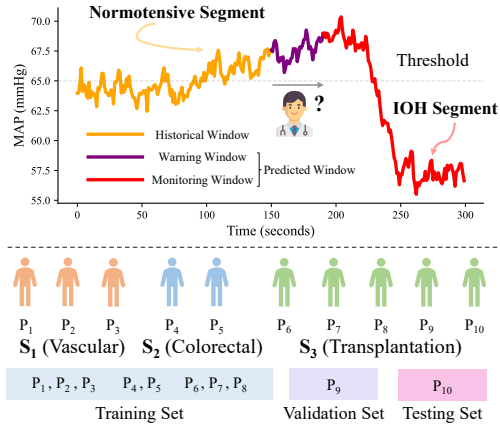 Normotensive Segment
70.0
67.5
65.0
62.5
60.0
57.5
55.0
MAP (mmHg)
Threshold
?
IOH Segment
Historical Window
Warning Window
Monitoring Window
Predicted Window
0 50 100 150 200 250 300
Time (seconds)
P1 P2 P3 P4 P5 P6 P7 P8 P9 P10
S1 (Vascular) S2 (Colorectal) S3 (Transplantation)
P1 , P2 , P3 P4 , P5 P6 , P7 , P8 P9 P10
Training Set Validation Set Testing Set